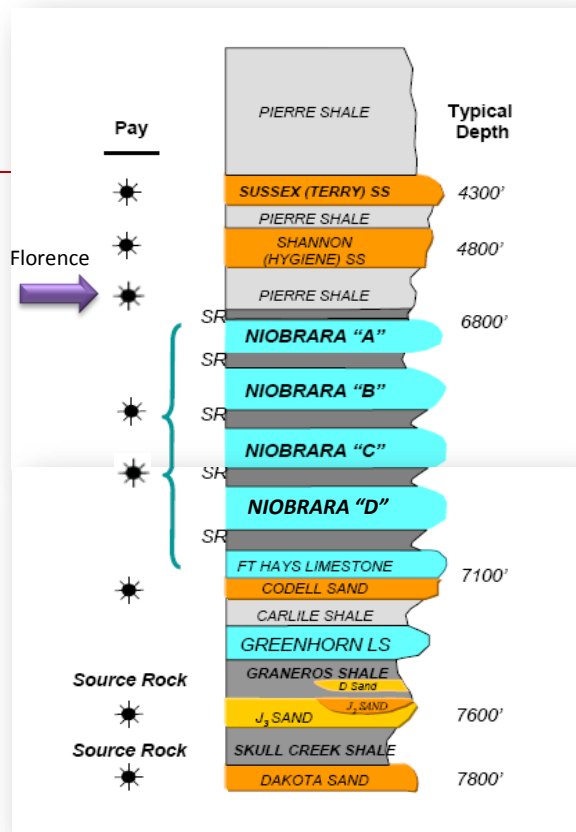 PIERRE SHALE
Typical
Depth
Pay
SUSSEX (TERRY) SS
4300'
PIERRE SHALE
SHANNON
(HYGIENE) SS
4800'
Florence
PIERRE SHALE
SR
6800'
NIOBRARA "A"
SR
NIOBRARA "B"
SR
NIOBRARA "C"
SR
NIOBRARA "D"
SR
FT HAYS LIMESTONE
7100'
CODELL SAND
CARLILE SHALE
GREENHORN LS
GRANEROS SHALE
Source Rock
D Sand
J2 SAND
J3 SAND
7600'
Source Rock
SKULL CREEK SHALE
DAKOTA SAND
7800'